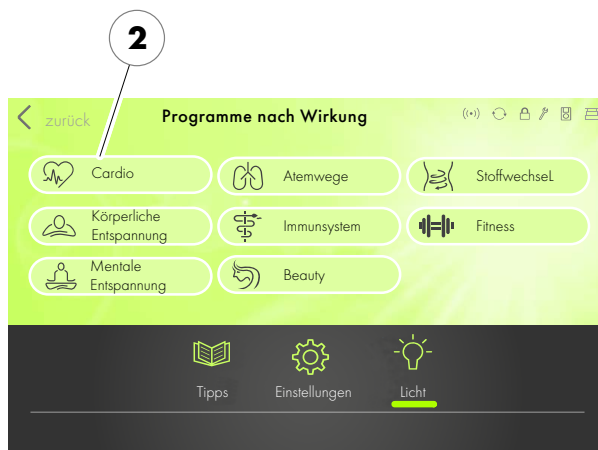 2
zurück
Programme nach Wirkung
Cardio
Atemwege
Stoffwechsel
Körperliche
Entspannung
Immunsystem
Fitness
Mentale
Entspannung
Beauty
Tipps
Einstellungen
Licht